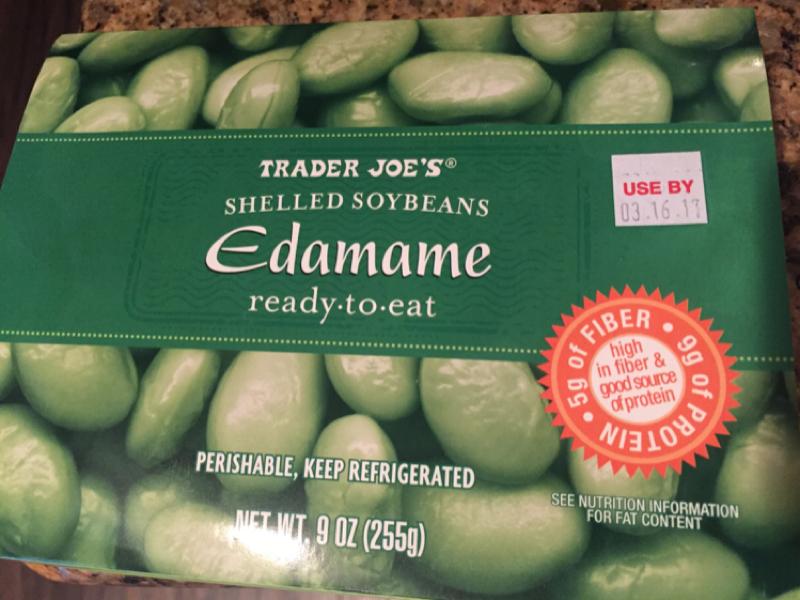 TRADER JOE'S®
SHELLED SOYBEANS
Edamame
ready·to·eat
USE BY
03.16.17
5g of FIBER • 9g of PROTEIN •
high
in fiber &
good source
of protein
PERISHABLE, KEEP REFRIGERATED
NET WT. 9 OZ (255g)
SEE NUTRITION INFORMATION
FOR FAT CONTENT